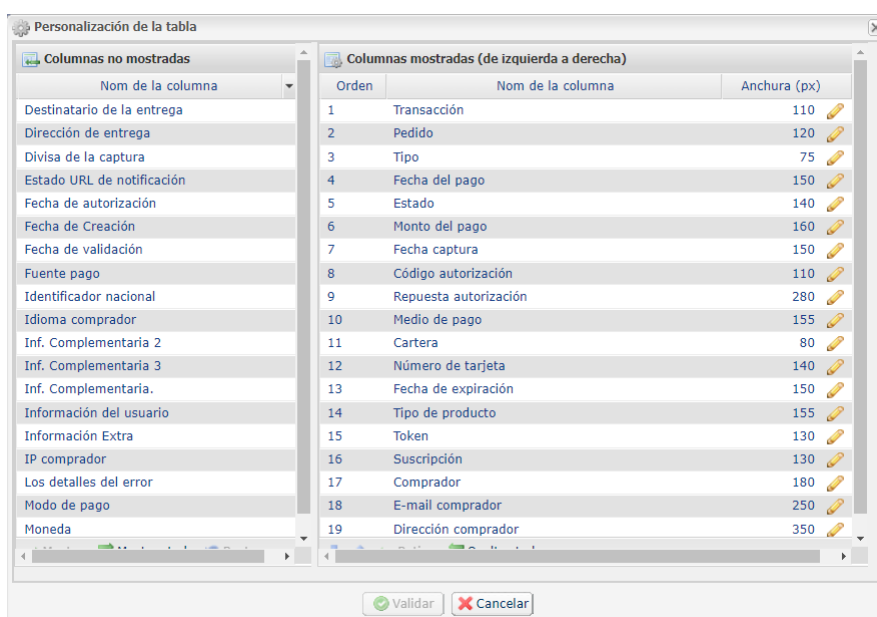 Personalización de la tabla
Columnas no mostradas
Nom de la columna
Destinatario de la entrega
Dirección de entrega
Divisa de la captura
Estado URL de notificación
Fecha de autorización
Fecha de Creación
Fecha de validación
Fuente pago
Identificador nacional
Idioma comprador
Inf. Complementaria 2
Inf. Complementaria 3
Inf. Complementaria.
Información del usuario
Información Extra
IP comprador
Los detalles del error
Modo de pago
Moneda
Columnas mostradas (de izquierda a derecha)
Orden Nom de la columna Anchura (px)
1 Transacción 110
2 Pedido 120
3 Tipo 75
4 Fecha del pago 150
5 Estado 140
6 Monto del pago 160
7 Fecha captura 150
8 Código autorización 110
9 Repuesta autorización 280
10 Medio de pago 155
11 Cartera 80
12 Número de tarjeta 140
13 Fecha de expiración 150
14 Tipo de producto 155
15 Token 130
16 Suscripción 130
17 Comprador 180
18 E-mail comprador 250
19 Dirección comprador 350
Validar Cancelar